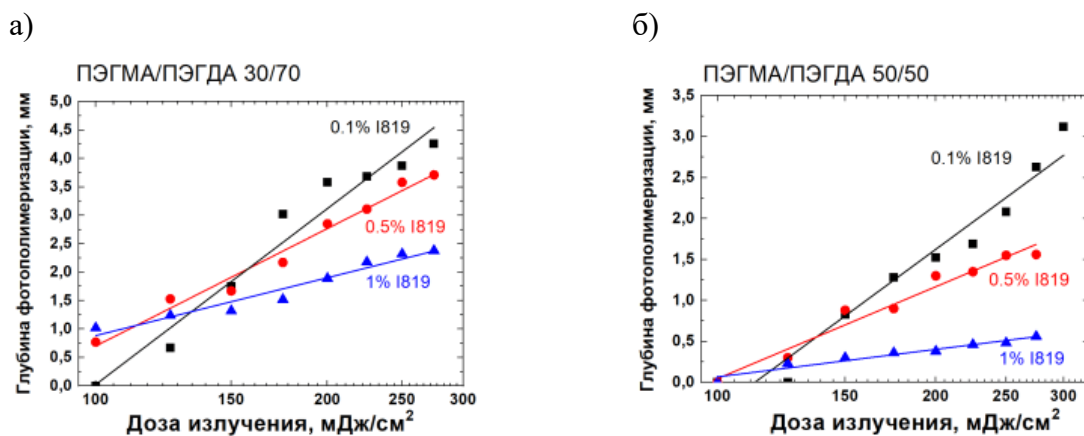 а)
б)
ПЭГМА/ПЭГДА 30/70
Глубина фотополимеризации, мм
5,0
4,5
4,0
3,5
3,0
2,5
2,0
1,5
1,0
0,5
0,0
0.1% I819
0.5% I819
1% I819
100 150 200 250 300
Доза излучения, мДж/см²
ПЭГМА/ПЭГДА 50/50
Глубина фотополимеризации, мм
3,5
3,0
2,5
2,0
1,5
1,0
0,5
0,0
0.1% I819
0.5% I819
1% I819
100 150 200 250 300
Доза излучения, мДж/см²